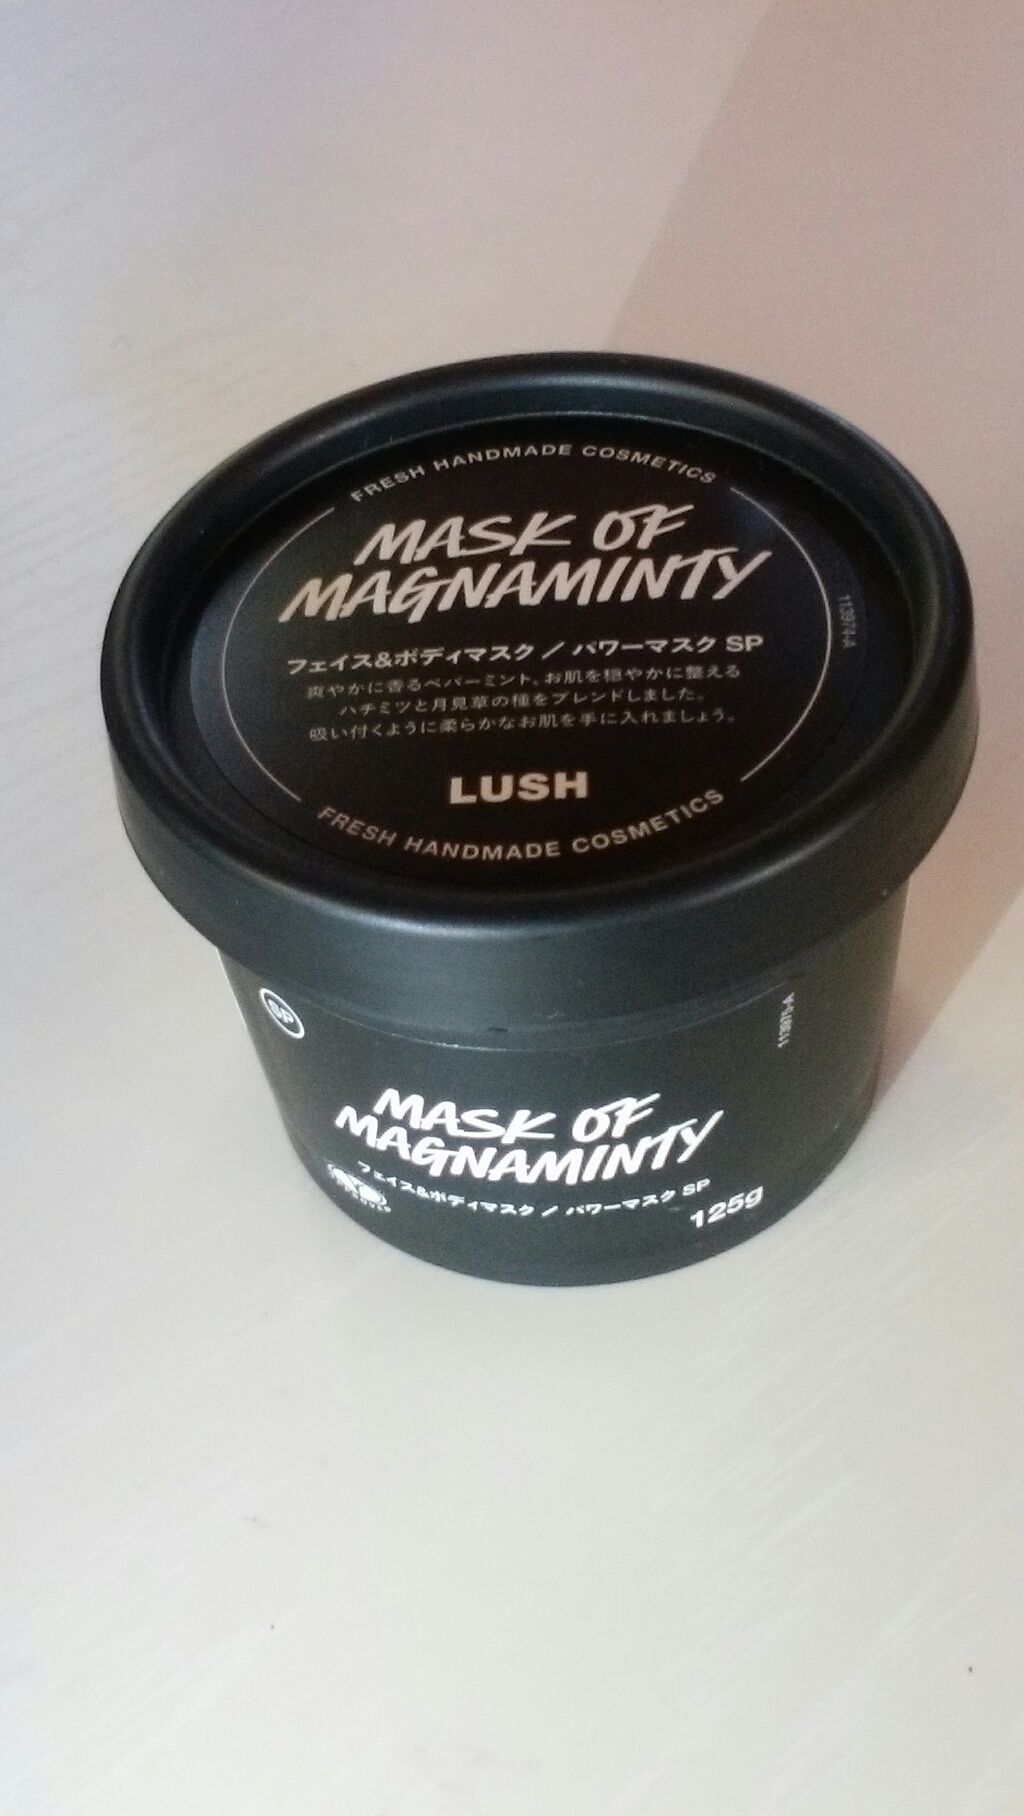 FRESH HANDMADE COSMETICS
MASK OF
MAGNAMINTY
フェイス&ボディマスク / パワーマスク SP
爽やかに香るペパーミント、お肌を穏やかに整える
ハチミツと月見草の種をブレンドしました。
吸い付くように柔らかなお肌を手に入れましょう。
LUSH
FRESH HANDMADE COSMETICS
113974-A
SP
113975-A
MASK OF
MAGNAMINTY
フェイス&ボディマスク / パワーマスク SP
125g